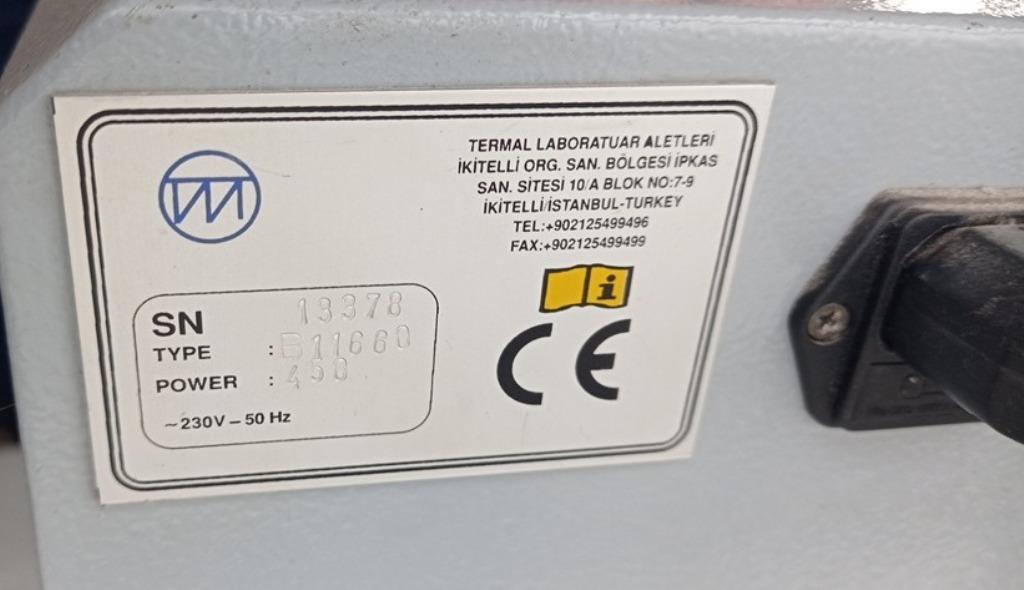 TERMAL LABORATUAR ALETLERİ
İKİTELLİ ORG. SAN. BÖLGESİ İPKAS
SAN. SİTESİ 10/A BLOK NO:7-9
İKİTELLİ/İSTANBUL-TURKEY
TEL:+902125499496
FAX:+902125499499
i
CE
SN 13378
TYPE : B11660
POWER :
~230V – 50 Hz